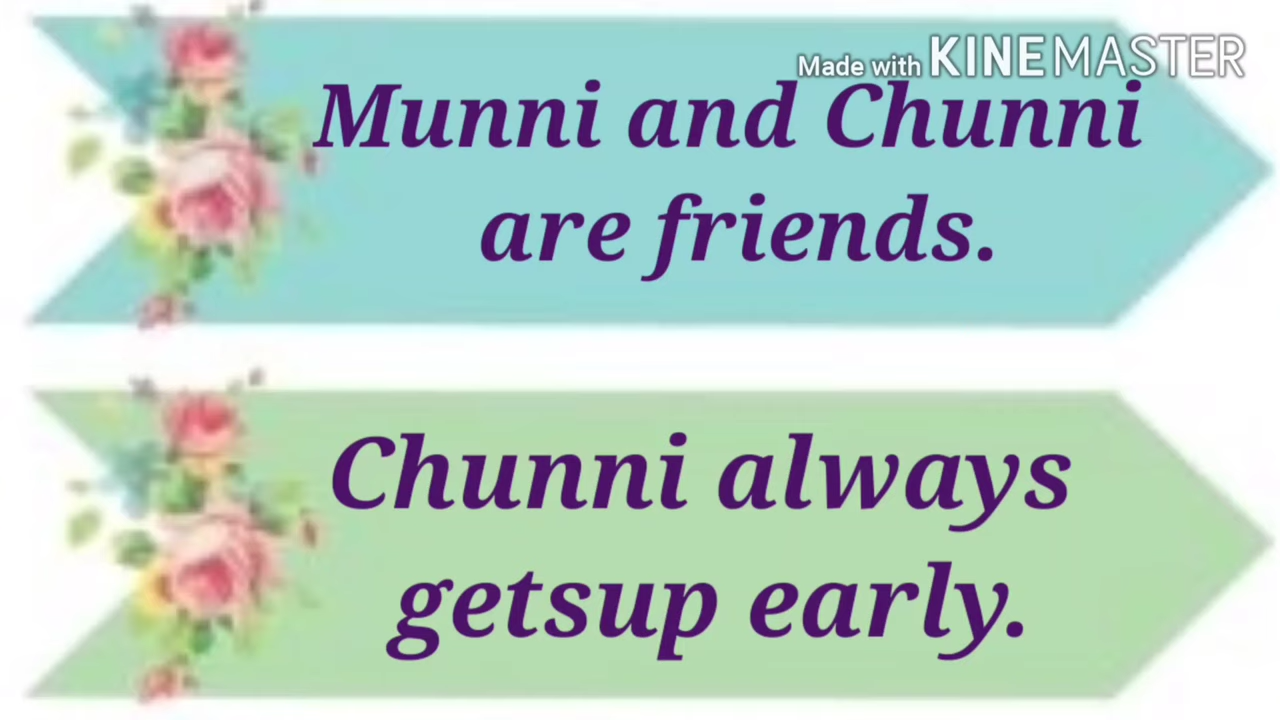 Made with KINEMASTER
Munni and Chunni
are friends.
Chunni always
getsup early.